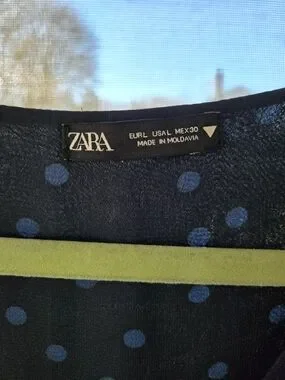 ZARA
EUR L USA L MEX 30
MADE IN MOLDAVIA